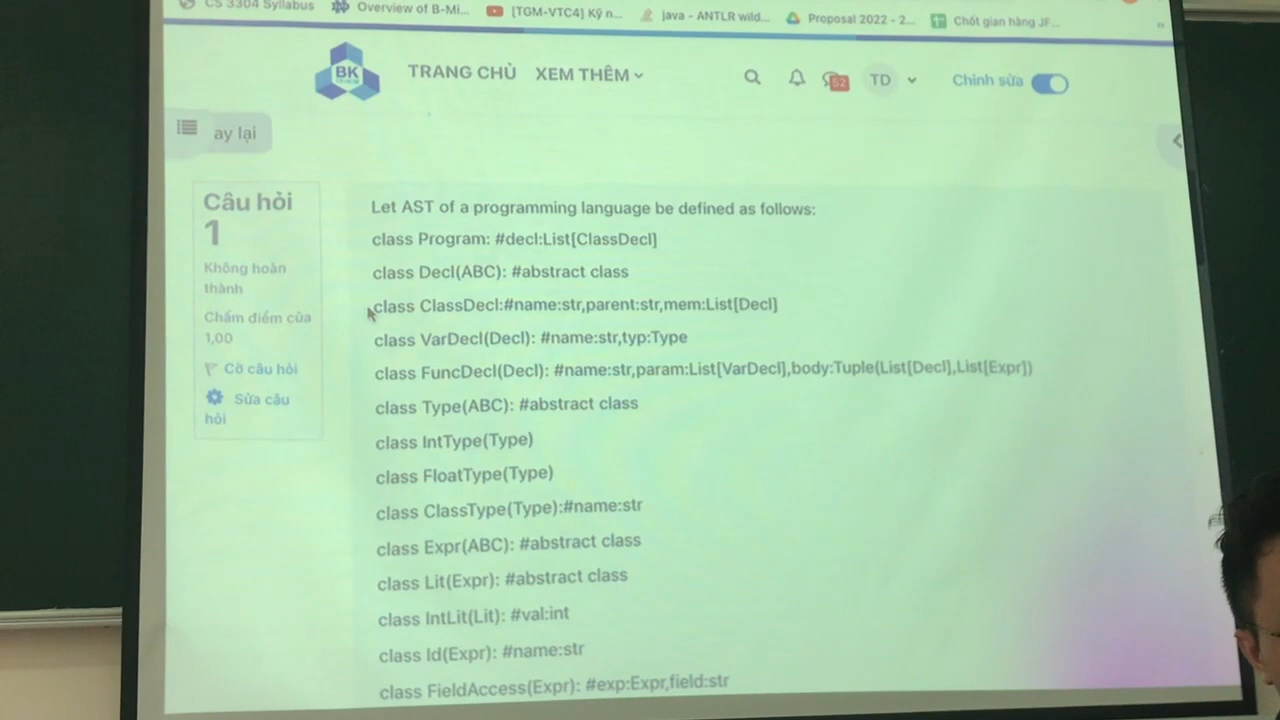 CS 3304 Syllabus
Overview of B-Mi...
[TGM-VTC4] Kỹ n...
java - ANTLR wild...
Proposal 2022 - 2...
Chốt gian hàng JF...
»
BK
TRANG CHỦ
XEM THÊM
52
TD
Chỉnh sửa
ay lại
Câu hỏi
1
Không hoàn
thành
Chấm điểm của
1,00
Cờ câu hỏi
Sửa câu
hỏi
Let AST of a programming language be defined as follows:
class Program: #decl:List[ClassDecl]
class Decl(ABC): #abstract class
class ClassDecl:#name:str,parent:str,mem:List[Decl]
class VarDecl(Decl): #name:str,typ:Type
class FuncDecl(Decl): #name:str,param:List[VarDecl],body:Tuple(List[Decl],List[Expr])
class Type(ABC): #abstract class
class IntType(Type)
class FloatType(Type)
class ClassType(Type):#name:str
class Expr(ABC): #abstract class
class Lit(Expr): #abstract class
class IntLit(Lit): #val:int
class Id(Expr): #name:str
class FieldAccess(Expr): #exp:Expr,field:str